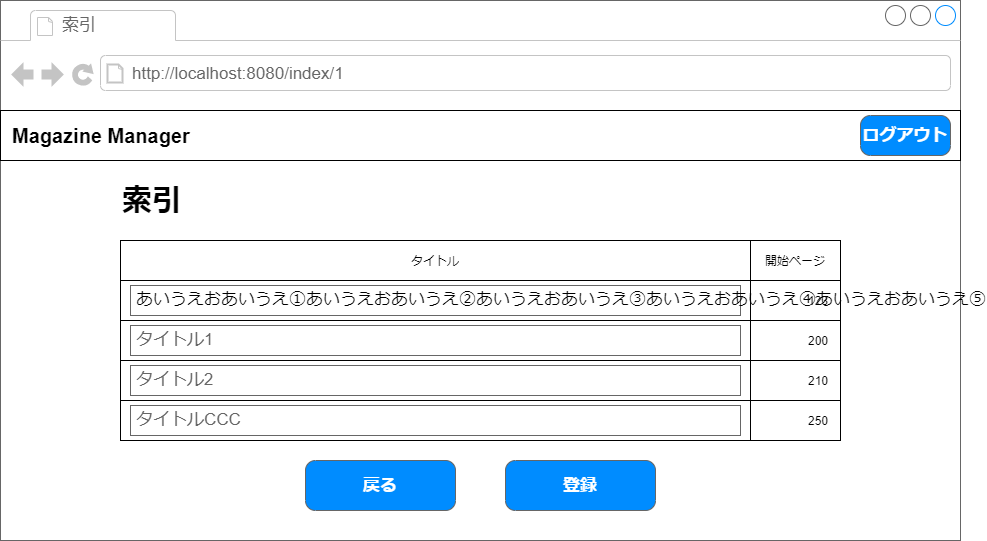 索引
http://localhost:8080/index/1
Magazine Manager
ログアウト
索引
タイトル 開始ページ
あいうえおあいうえ①あいうえおあいうえ②あいうえおあいうえ③あいうえおあいうえ④あいうえおあいうえ⑤
タイトル1 200
タイトル2 210
タイトルCCC 250
戻る 登録